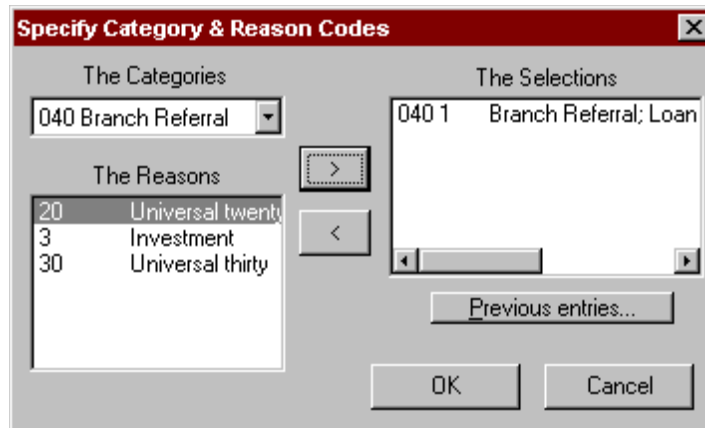 Specify Category & Reason Codes
The Categories
040 Branch Referral
The Reasons
20 Universal twenty
3 Investment
30 Universal thirty
>
<
The Selections
040 1 Branch Referral; Loan
Previous entries...
OK
Cancel